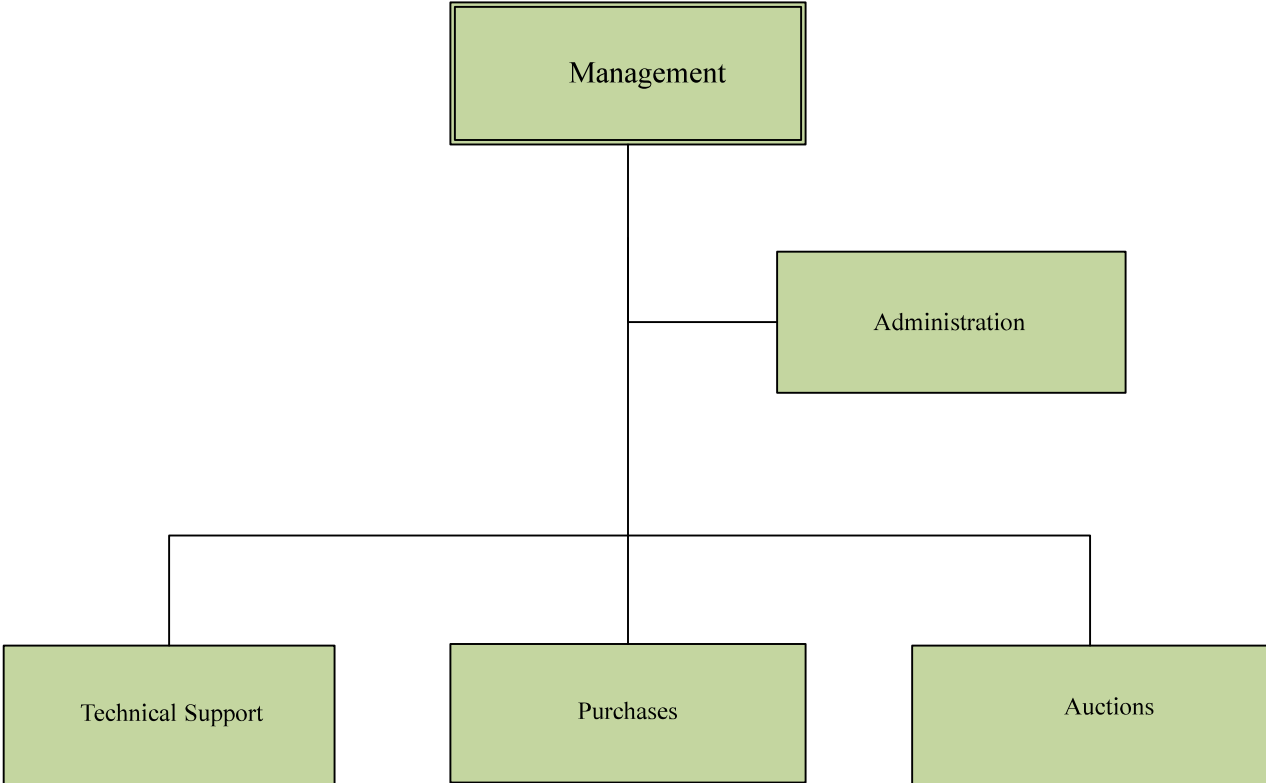 Management
Administration
Technical Support
Purchases
Auctions